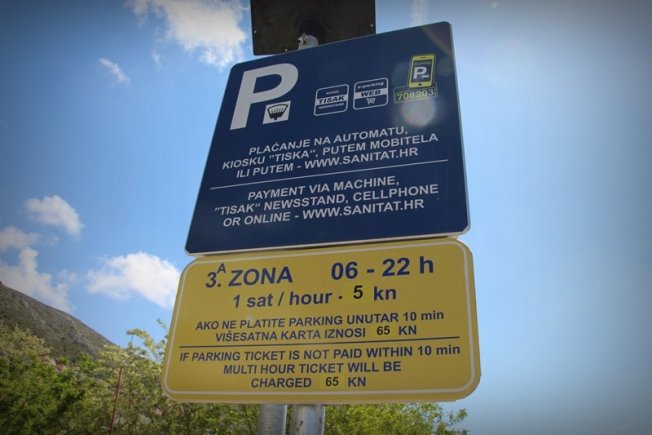 P
KIOSK TISAK NEWSSTAND
e-parking WEB
P
708203
PLAĆANJE NA AUTOMATU,
KIOSKU "TISKA", PUTEM MOBITELA
ILI PUTEM - WWW.SANITAT.HR
PAYMENT VIA MACHINE,
"TISAK" NEWSSTAND, CELLPHONE
OR ONLINE - WWW.SANITAT.HR
3.A ZONA 06 - 22 h
1 sat / hour - 5 kn
AKO NE PLATITE PARKING UNUTAR 10 min
VIŠESATNA KARTA IZNOSI 65 KN
IF PARKING TICKET IS NOT PAID WITHIN 10 min
MULTI HOUR TICKET WILL BE
CHARGED 65 KN